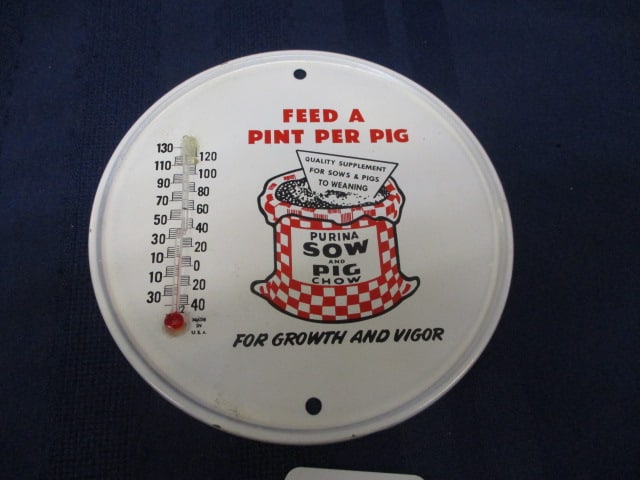 FEED A
PINT PER PIG
QUALITY SUPPLEMENT
FOR SOWS & PIGS
TO WEANING
PURINA
SOW
AND
PIG
CHOW
FOR GROWTH AND VIGOR
130
120
110
100
90
80
70
60
50
40
30
20
10
0
10
20
30
40
MADE
IN
U.S.A.